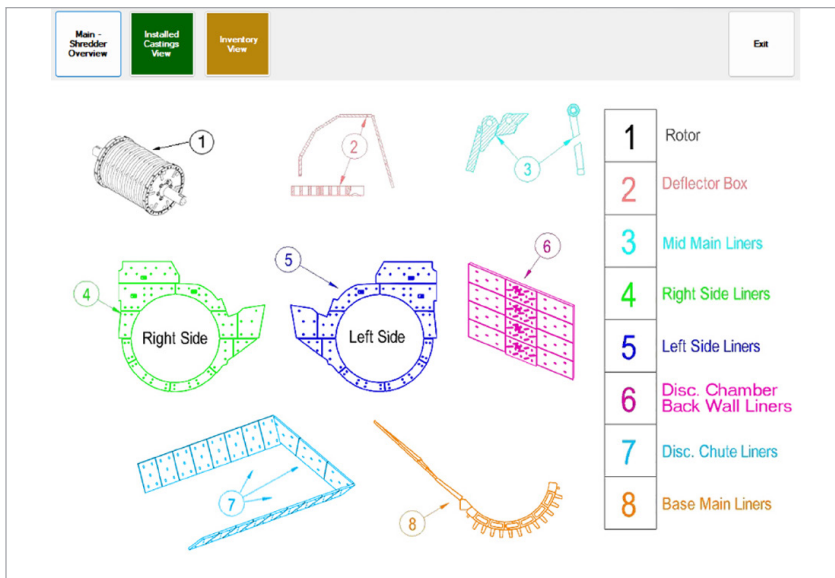 Main -
Shredder
Overview
Installed
Castings
View
Inventory
View
Exit
1
2
3
4
Right Side
5
Left Side
6
7
8
1 Rotor
2 Deflector Box
3 Mid Main Liners
4 Right Side Liners
5 Left Side Liners
6 Disc. Chamber
Back Wall Liners
7 Disc. Chute Liners
8 Base Main Liners